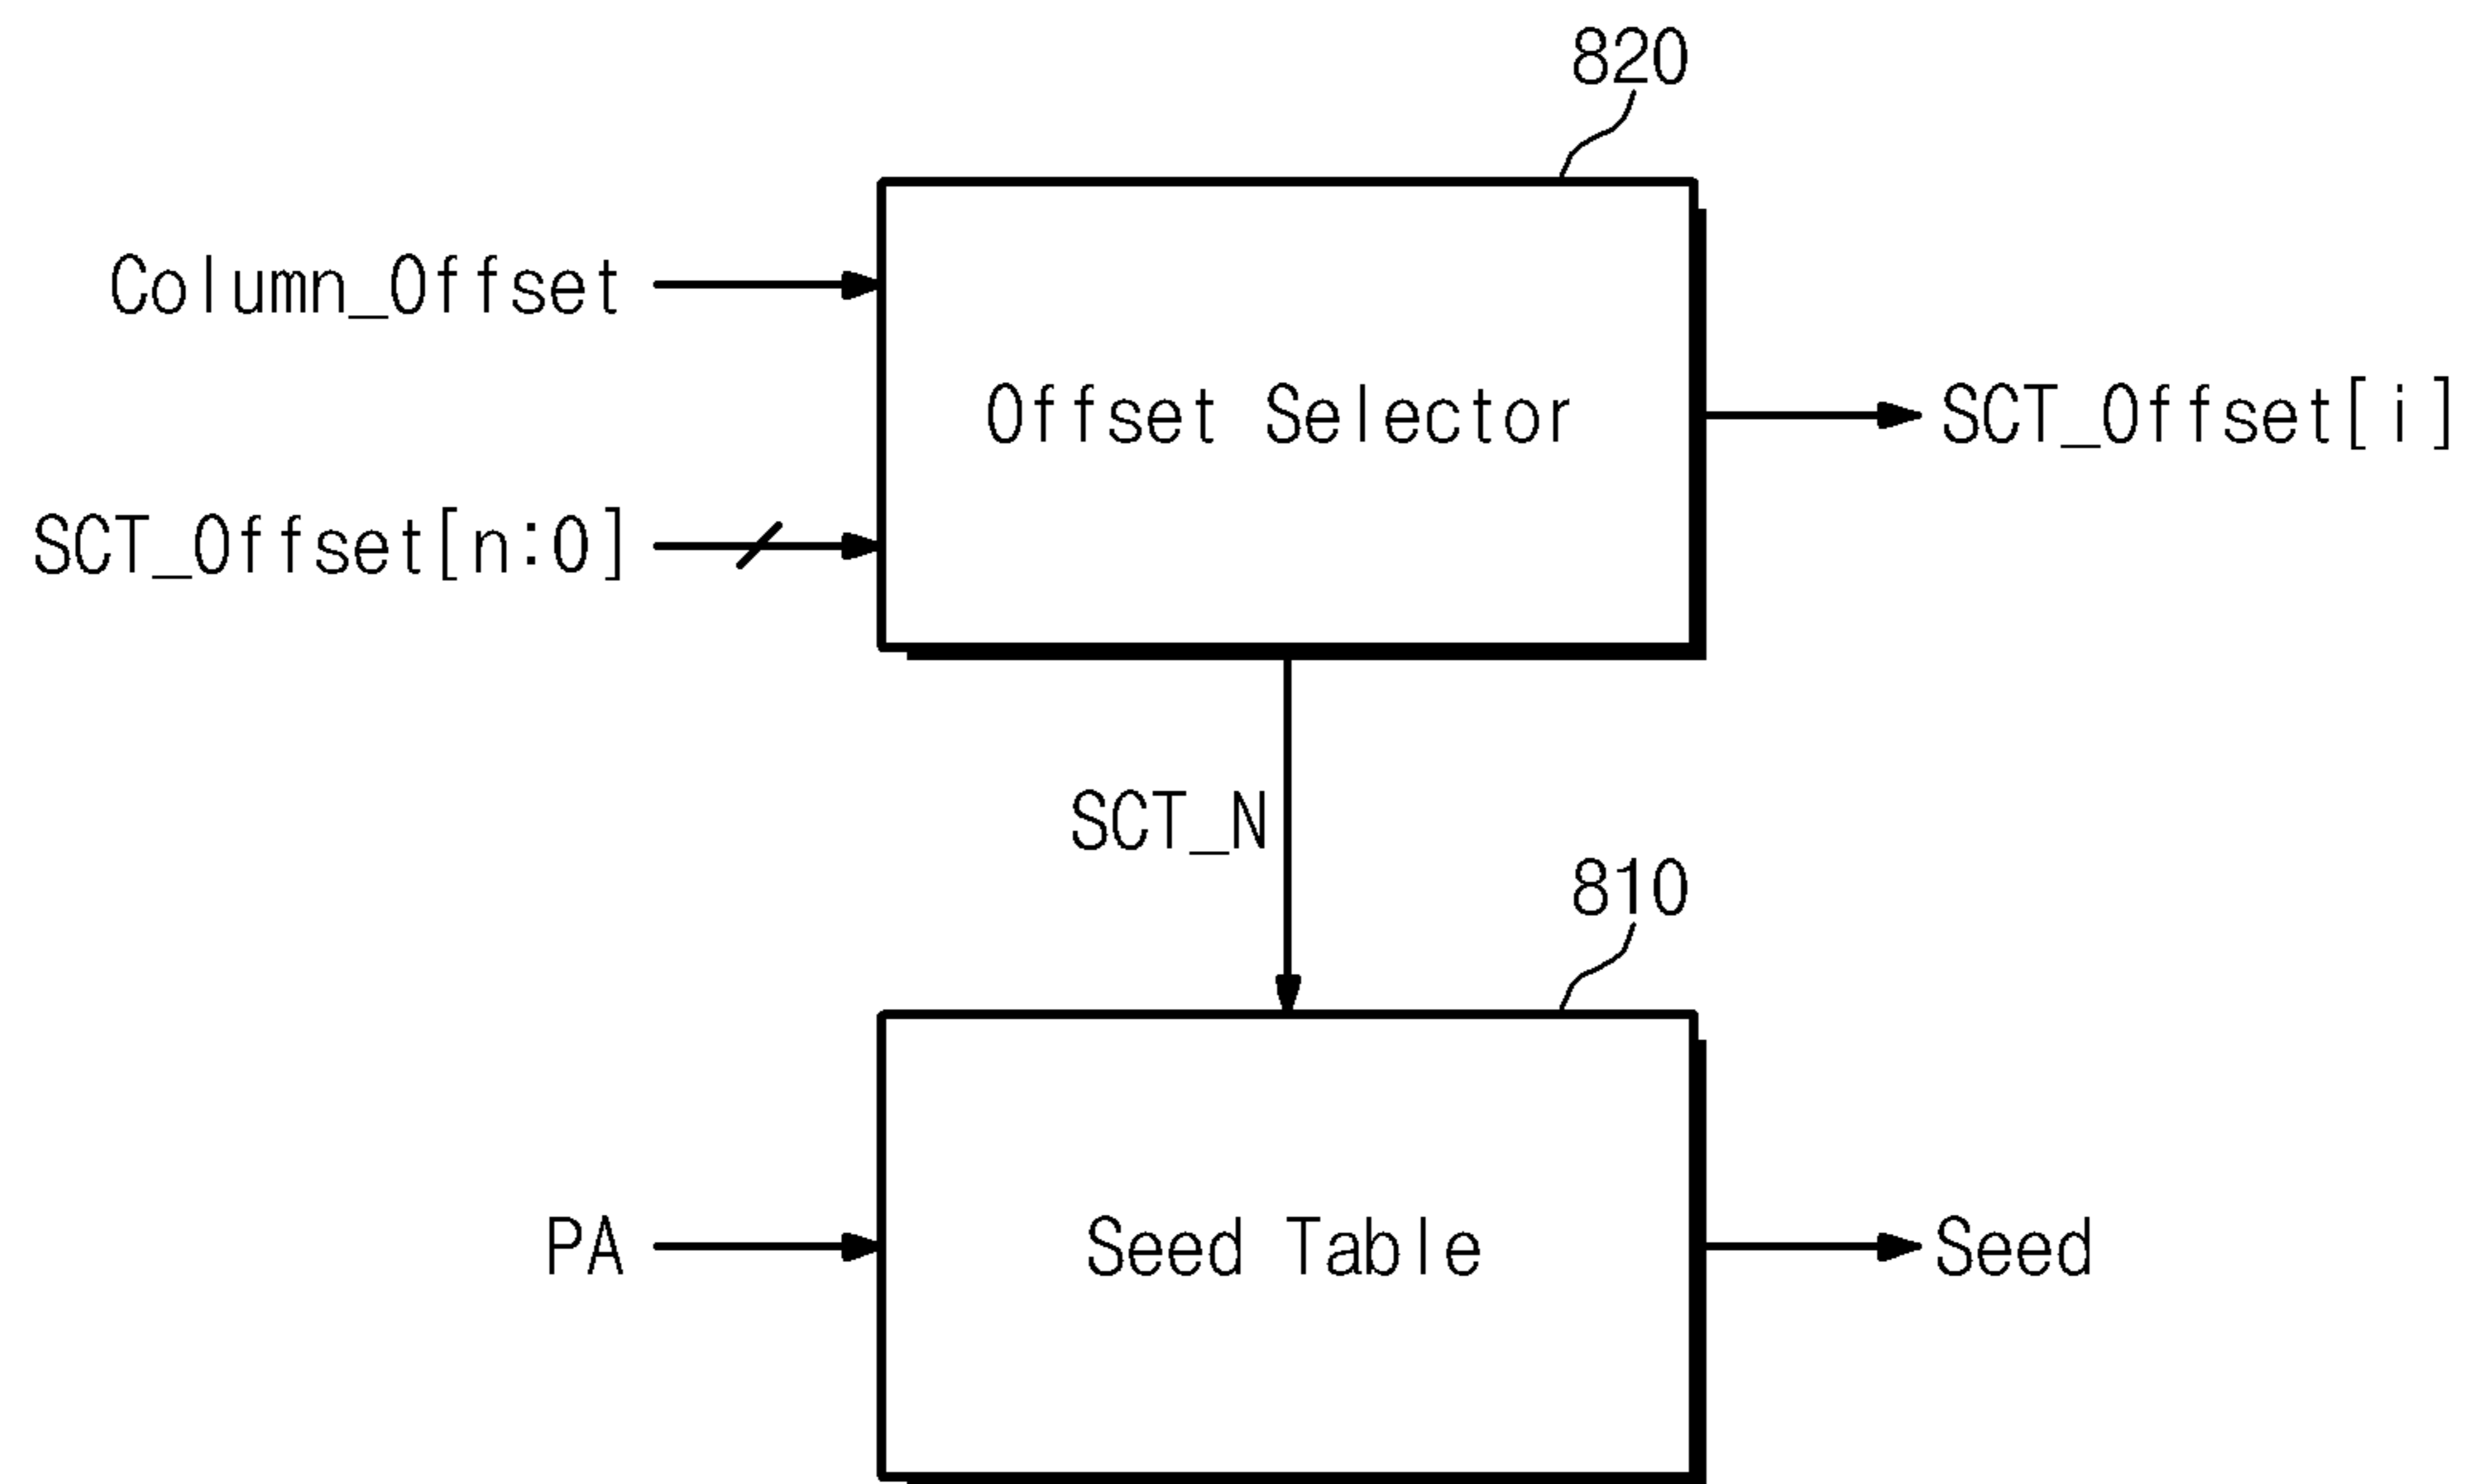 820
Column_Offset
Offset Selector
SCT_Offset[i]
SCT_Offset[n:0]
SCT_N
810
PA
Seed Table
Seed